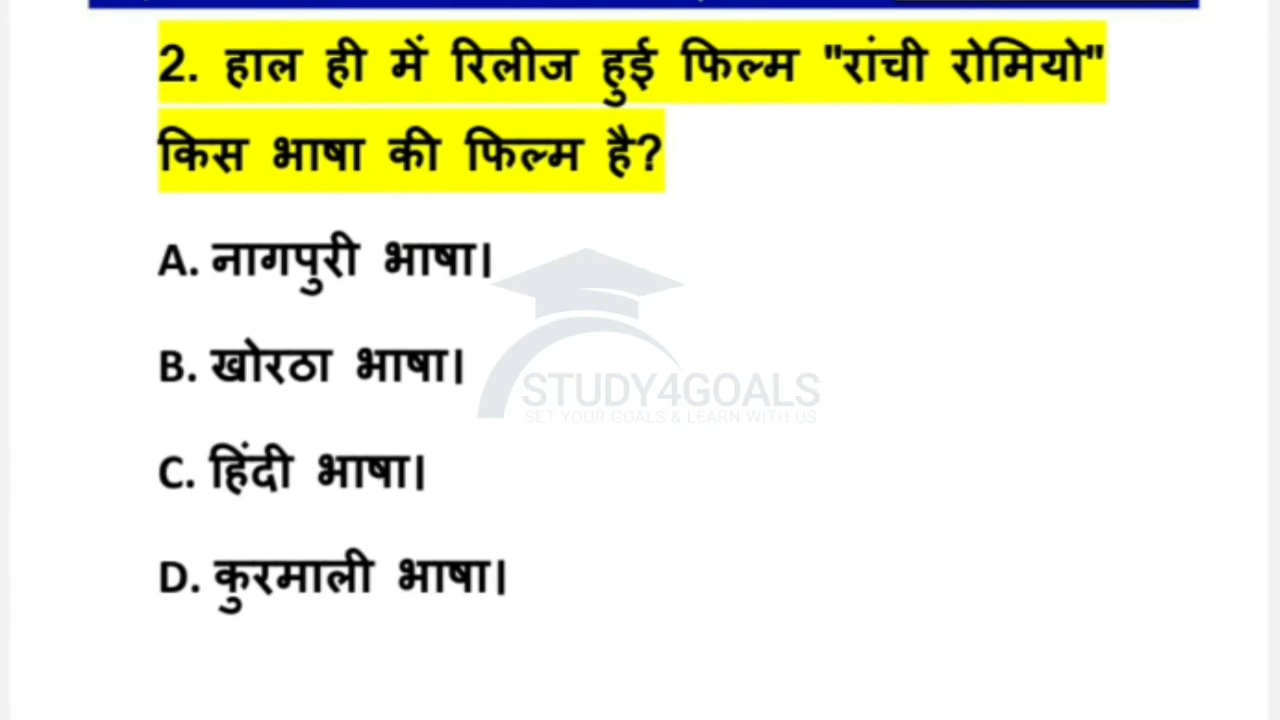 2. हाल ही में रिलीज हुई फिल्म "रांची रोमियो"
किस भाषा की फिल्म है?
A. नागपुरी भाषा।
B. खोरठा भाषा।
STUDY4GOALS
SET YOUR GOALS & LEARN WITH US
C. हिंदी भाषा।
D. कुरमाली भाषा।